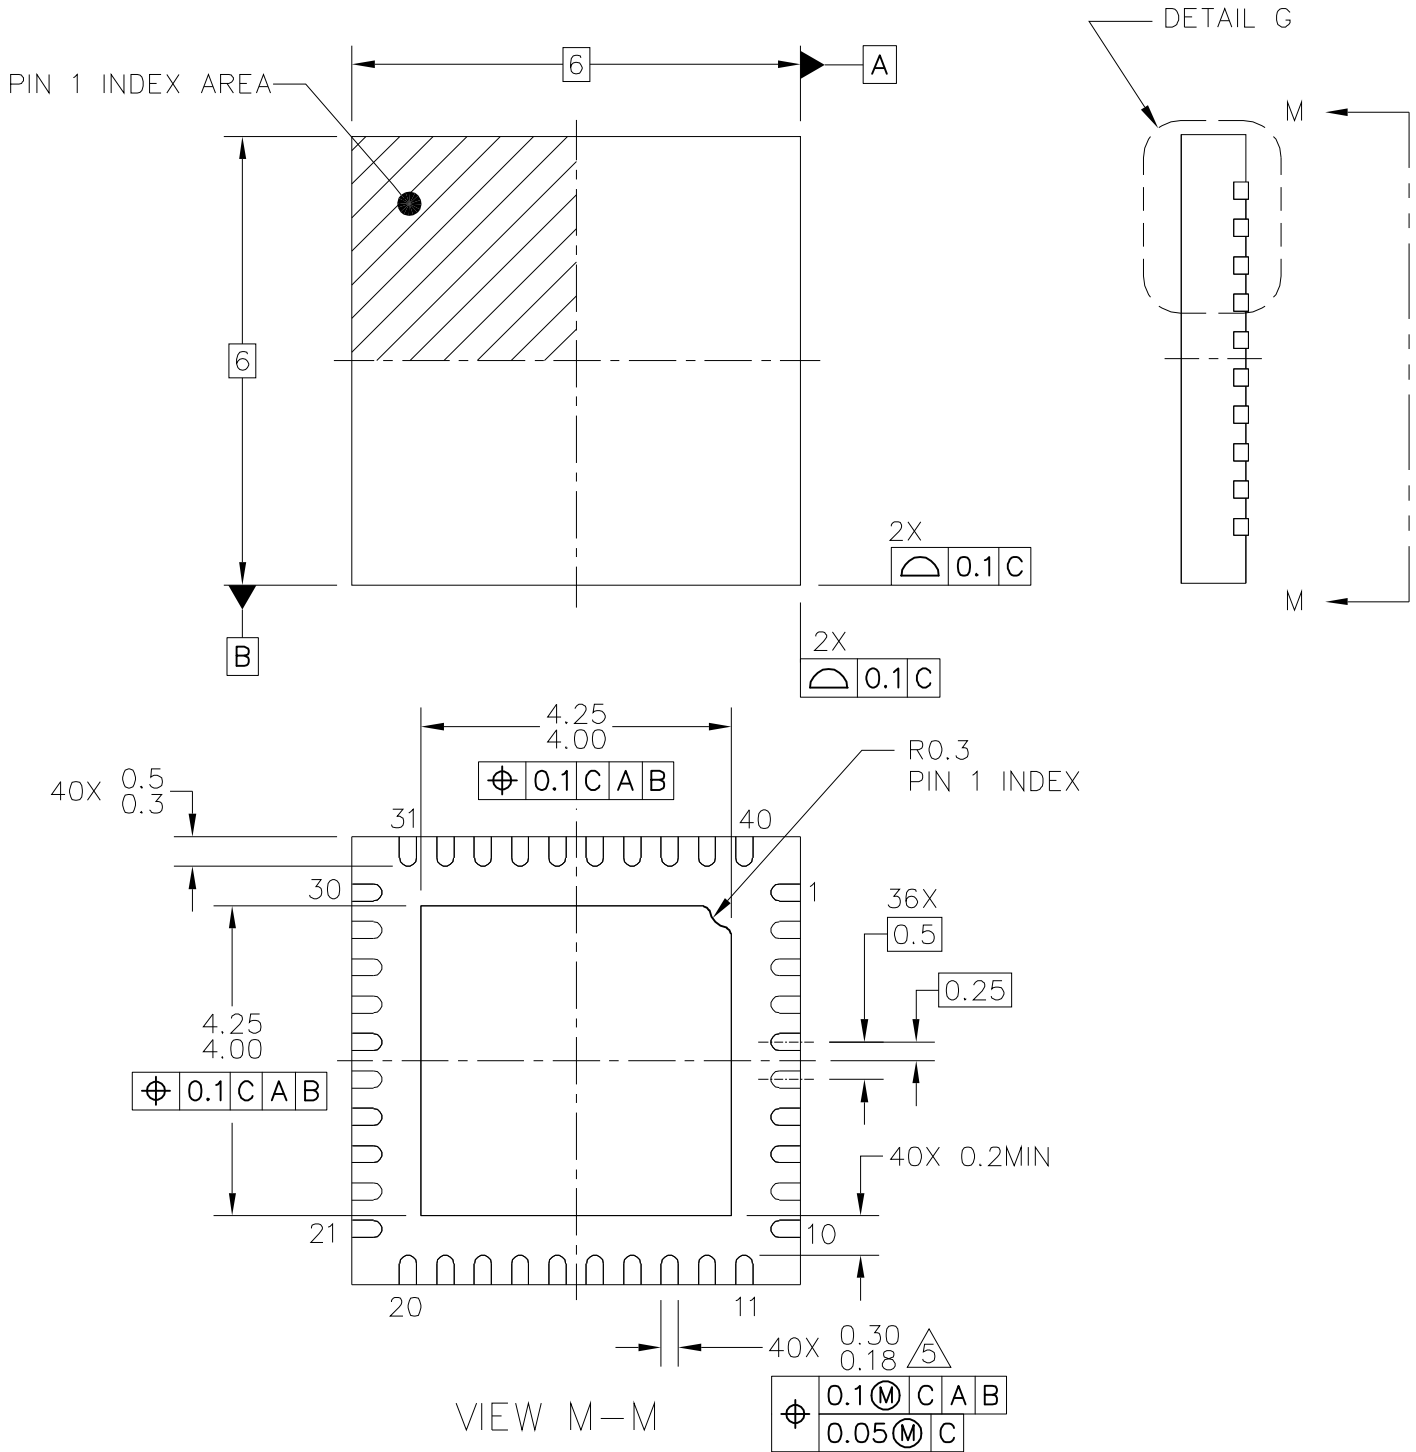 DETAIL G
6
A
PIN 1 INDEX AREA
M
6
2X
0.1 C
M
B
2X
0.1 C
4.25
4.00
0.1 C A B
R0.3
PIN 1 INDEX
40X 0.5
0.3
31
40
30
1
36X
0.5
0.25
4.25
4.00
0.1 C A B
40X 0.2MIN
21
10
20
11
40X 0.30
0.18 5
0.1 Ⓜ C A B
0.05 Ⓜ C
VIEW M-M